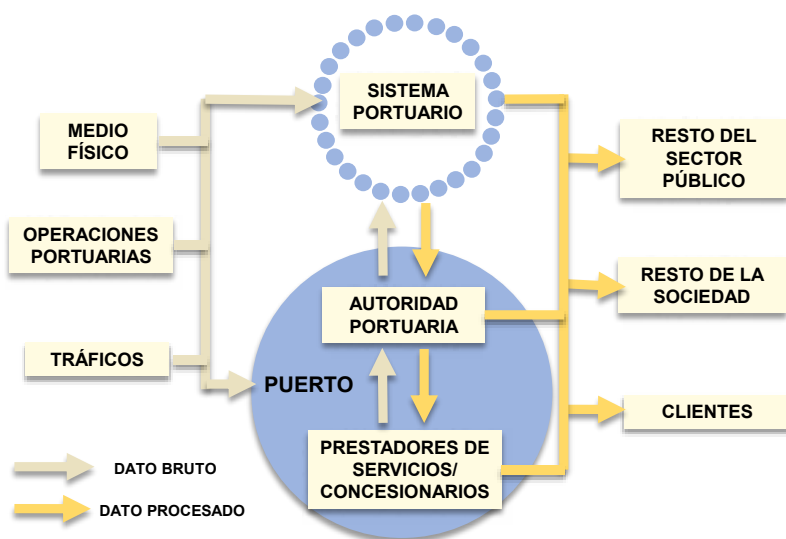 SISTEMA
PORTUARIO
MEDIO
FÍSICO
RESTO DEL
SECTOR
PÚBLICO
OPERACIONES
PORTUARIAS
AUTORIDAD
PORTUARIA
RESTO DE LA
SOCIEDAD
TRÁFICOS
PUERTO
CLIENTES
PRESTADORES DE
SERVICIOS/
CONCESIONARIOS
DATO BRUTO
DATO PROCESADO